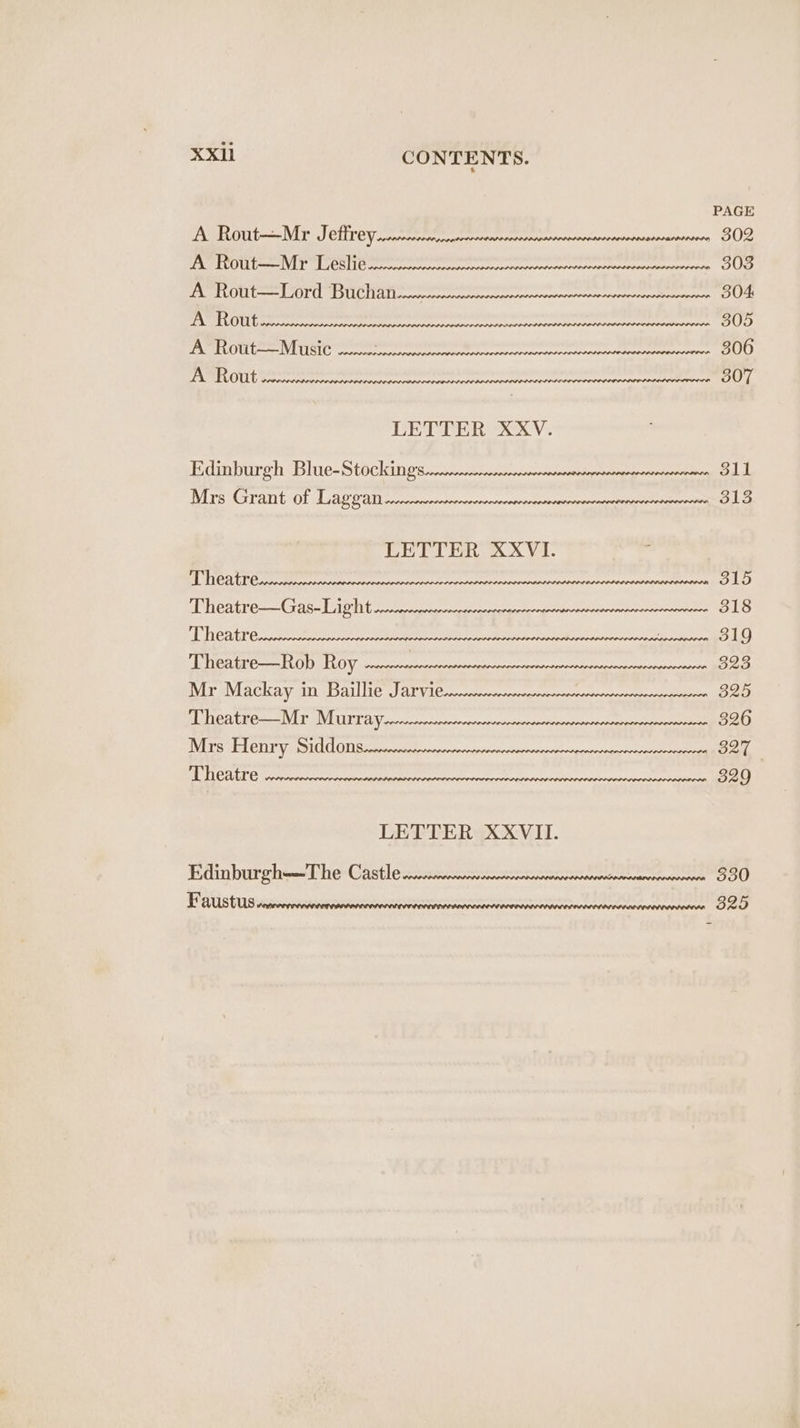 xxii CONTENTS.
PAGE
A Rout—Mr Jeffrey 302
A Rout—Mr Leslie 303
A Rout—Lord Buchan 304
A Rout 305
A Rout—Music 306
A Rout 307
LETTER XXV.
Edinburgh Blue-Stockings 311
Mrs Grant of Laggan 313
LETTER XXVI.
Theatre 315
Theatre—Gas-Light 318
Theatre 319
Theatre—Rob Roy 323
Mr Mackay in Baillie Jarvie 325
Theatre—Mr Murray 326
Mrs Henry Siddons 327
Theatre 329
LETTER XXVII.
Edinburgh—The Castle 330
Faustus 325